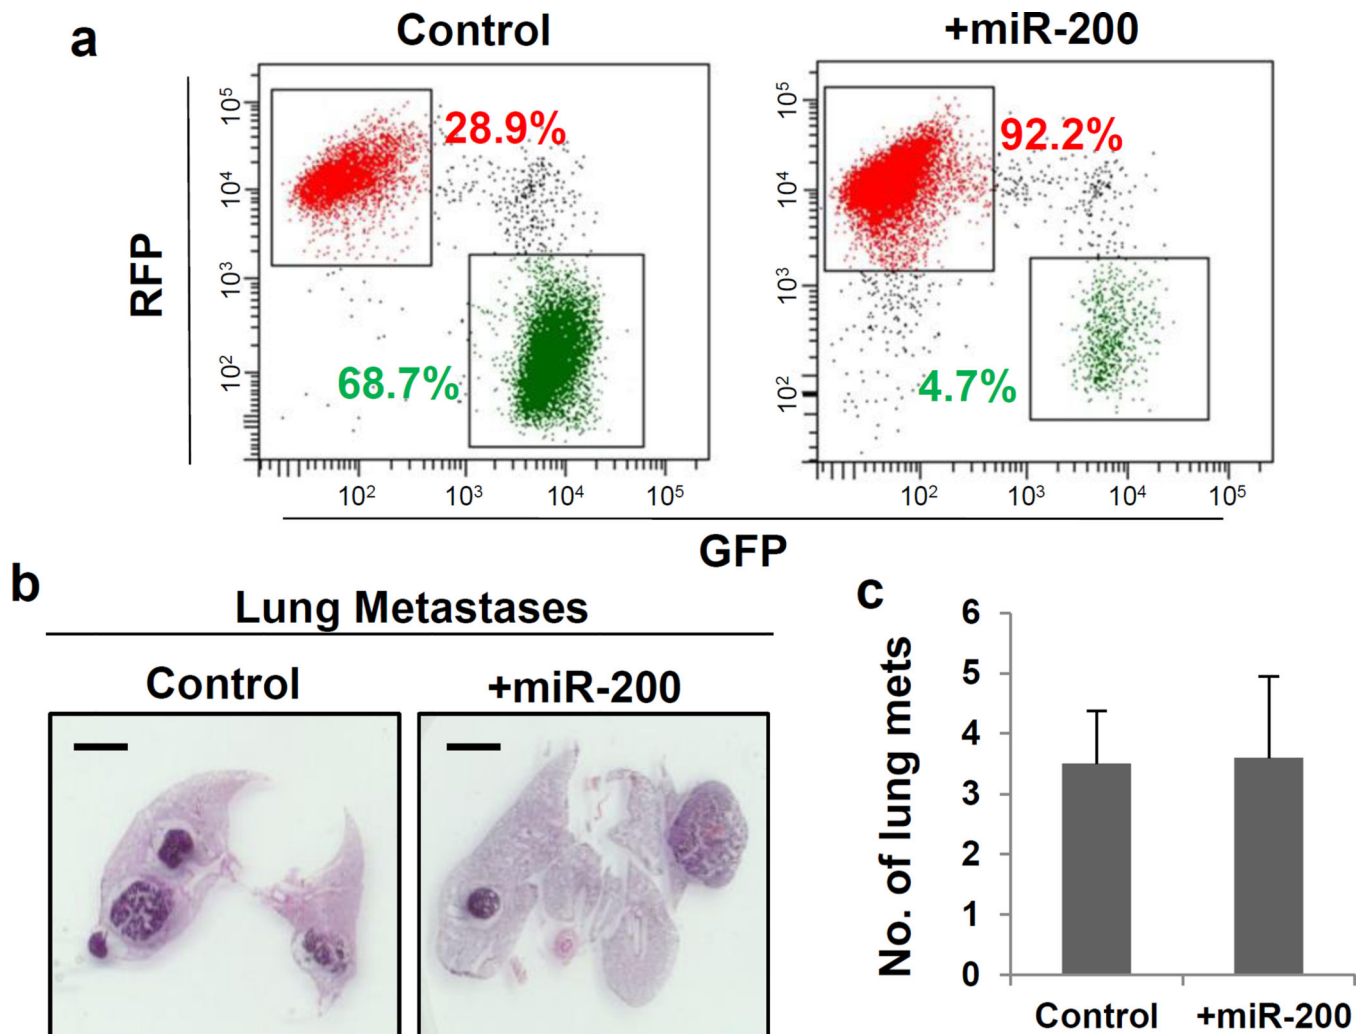 a
Control
+miR-200
RFP
10⁵
10⁴
10³
10²
28.9%
68.7%
10² 10³ 10⁴ 10⁵
10⁵
10⁴
10³
10²
92.2%
4.7%
10² 10³ 10⁴ 10⁵
GFP
b
Lung Metastases
Control
+miR-200
c
No. of lung mets
6
5
4
3
2
1
0
Control
+miR-200